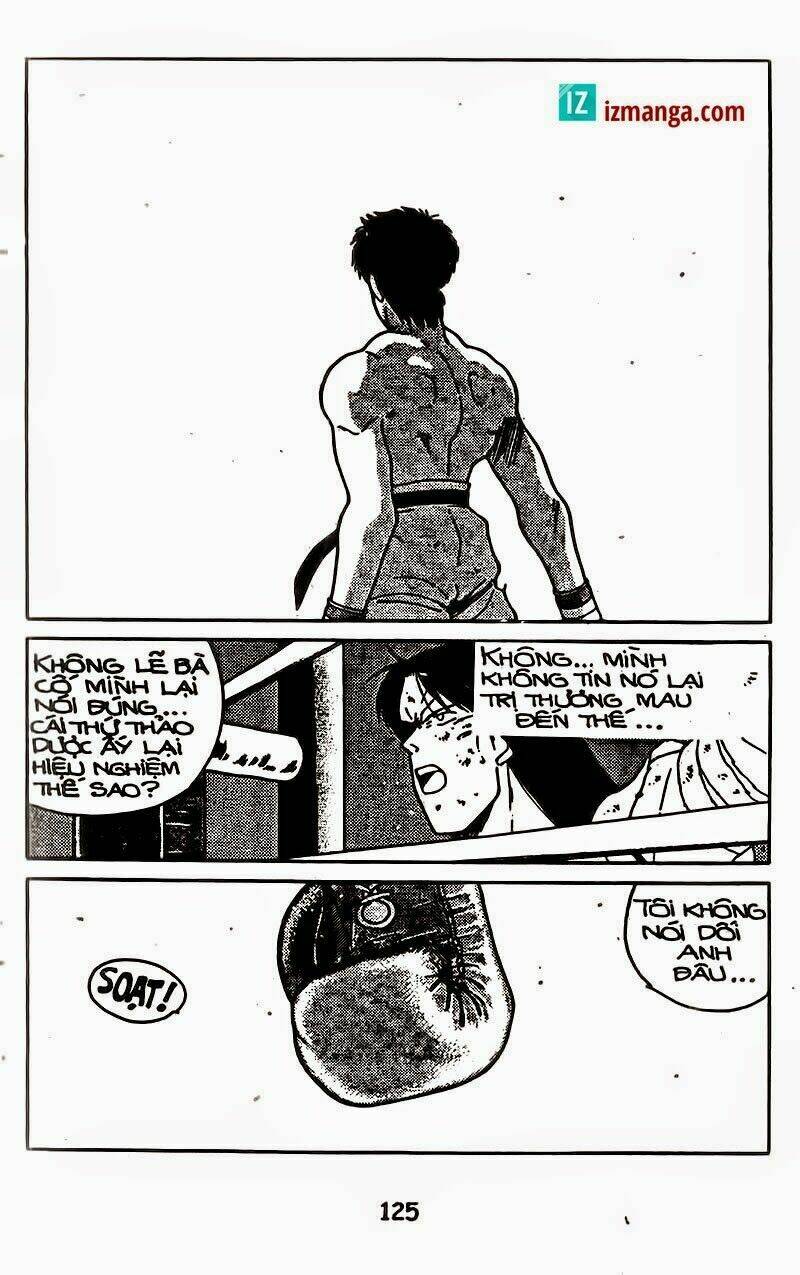 IZ izmanga.com
KHÔNG LẼ BÀ
CỐ MÌNH LẠI
NÓI ĐÚNG...
CÁI THỨ THẢO
DƯỢC ẤY LẠI
HIỆU NGHIỆM
THẾ SAO?
KHÔNG... MÌNH
KHÔNG TIN NÓ LẠI
TRỊ THƯƠNG MAU
ĐẾN THẾ...
TÔI KHÔNG
NÓI DỐI
ANH
ĐÂU...
SOẠT!
125